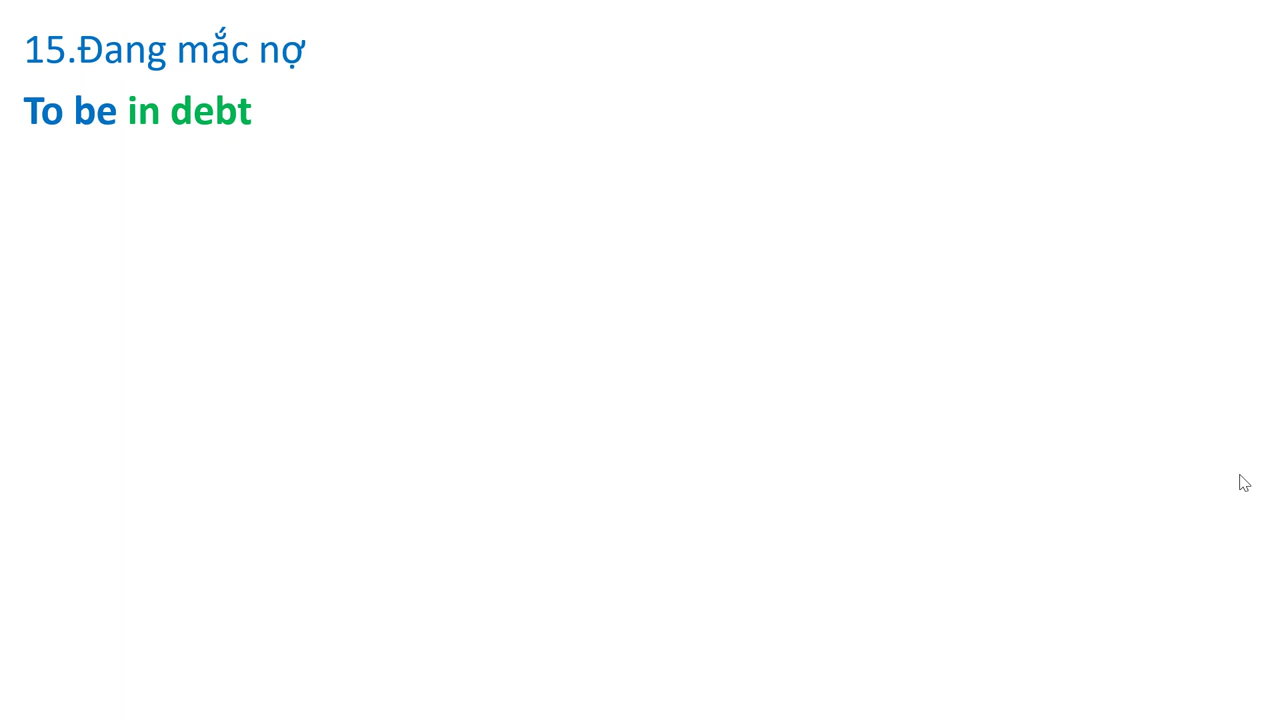 15.Đang mắc nợ
To be in debt